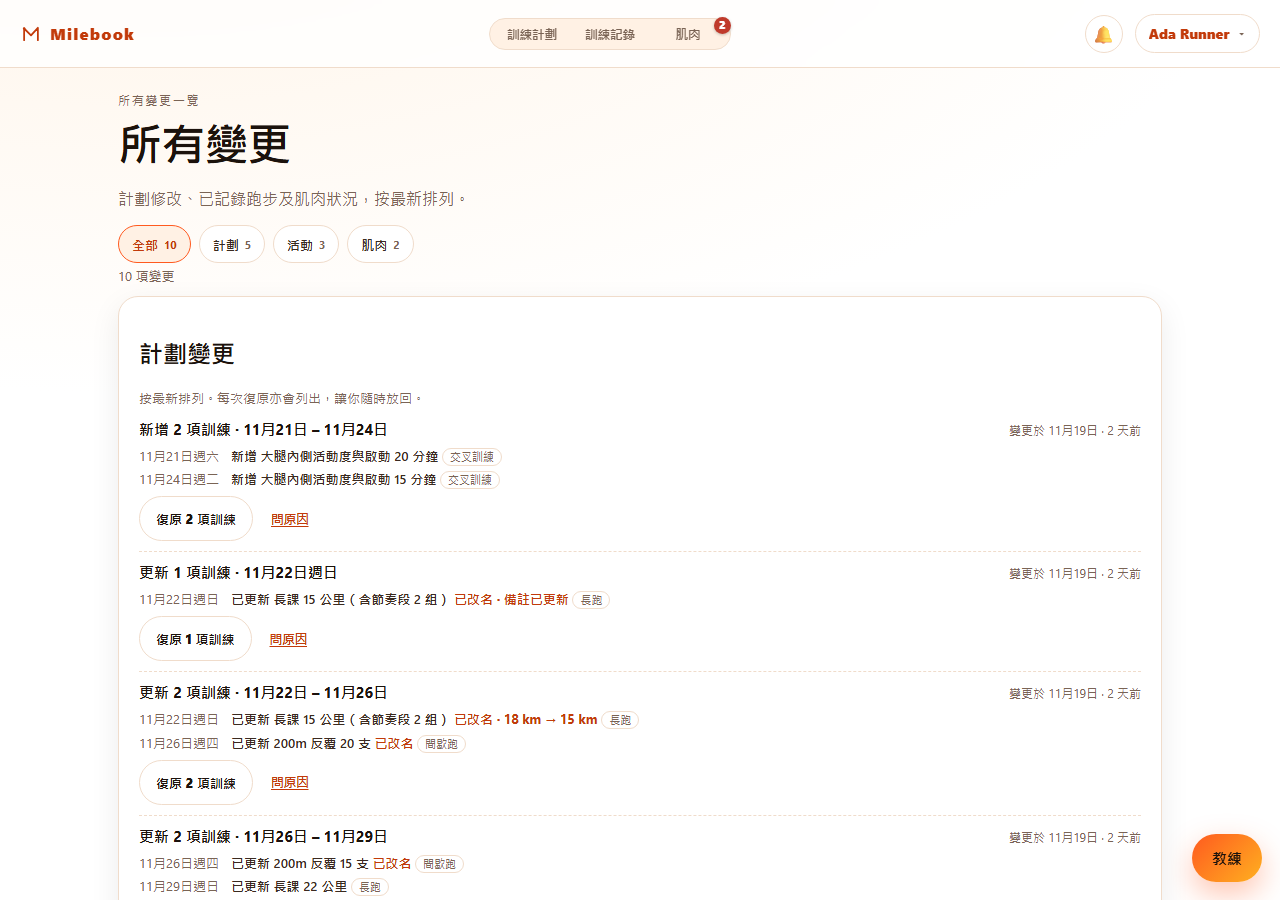 Milebook
訓練計劃 訓練記錄 肌肉 2
🔔 Ada Runner
所有變更一覽
所有變更
計劃修改、已記錄跑步及肌肉狀況，按最新排列。
全部 10 計劃 5 活動 3 肌肉 2
10 項變更
計劃變更
按最新排列。每次復原亦會列出，讓你隨時放回。
新增 2 項訓練 · 11月21日 – 11月24日 變更於 11月19日 · 2 天前
11月21日週六 新增 大腿內側活動度與啟動 20 分鐘 交叉訓練
11月24日週二 新增 大腿內側活動度與啟動 15 分鐘 交叉訓練
復原 2 項訓練 問原因
更新 1 項訓練 · 11月22日週日 變更於 11月19日 · 2 天前
11月22日週日 已更新 長課 15 公里（含節奏段 2 組） 已改名 · 備註已更新 長跑
復原 1 項訓練 問原因
更新 2 項訓練 · 11月22日 – 11月26日 變更於 11月19日 · 2 天前
11月22日週日 已更新 長課 15 公里（含節奏段 2 組） 已改名 · 18 km → 15 km 長跑
11月26日週四 已更新 200m 反覆 20 支 已改名 間歇跑
復原 2 項訓練 問原因
更新 2 項訓練 · 11月26日 – 11月29日 變更於 11月19日 · 2 天前
11月26日週四 已更新 200m 反覆 15 支 已改名 間歇跑
11月29日週日 已更新 長課 22 公里 長跑
教練